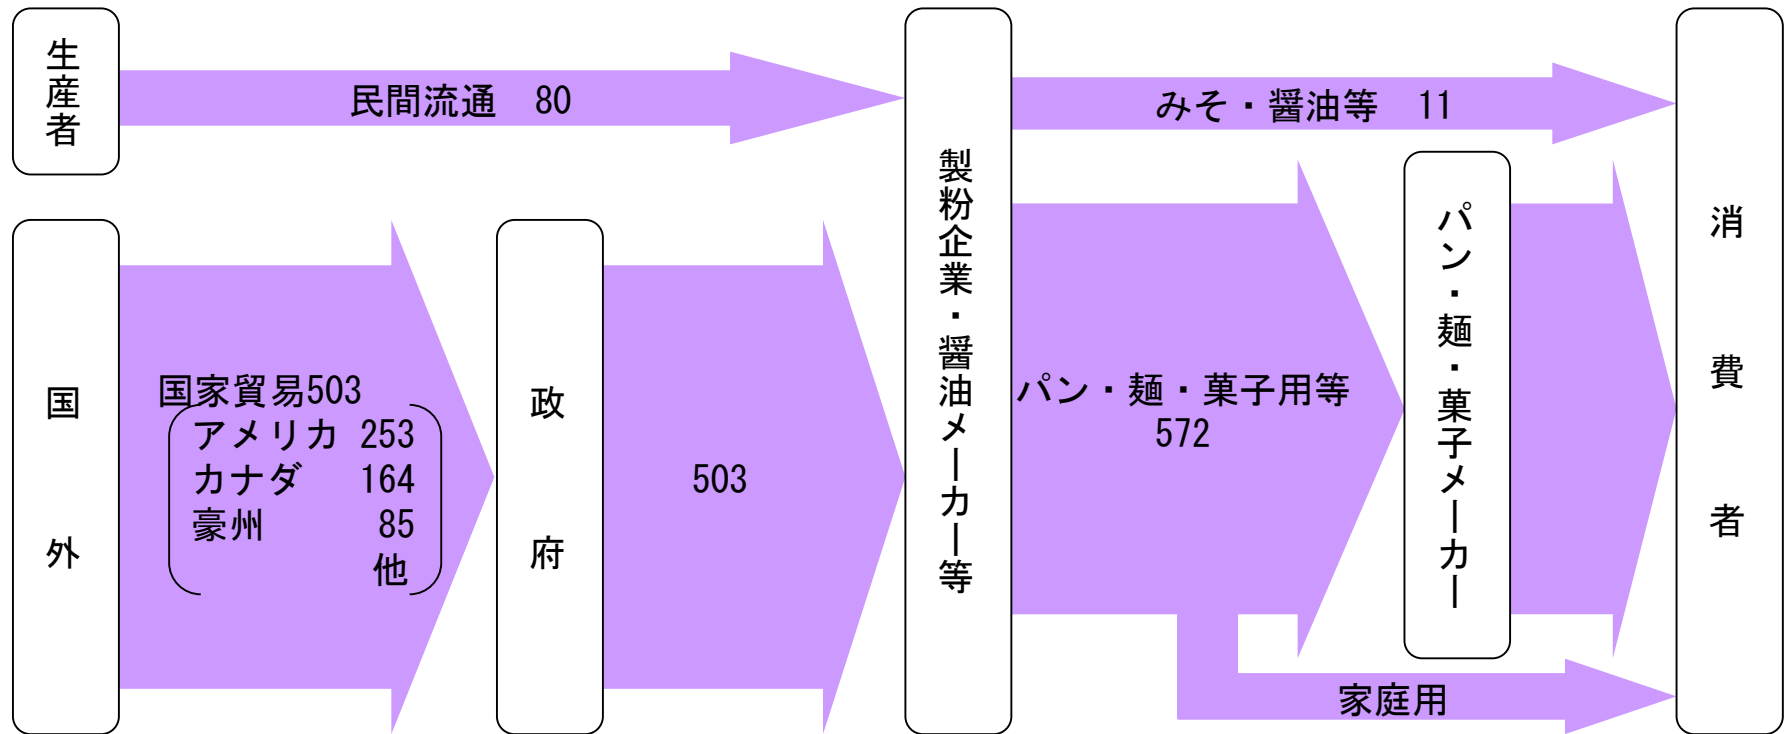 生産者
民間流通　80
国外
国家貿易503
アメリカ 253
カナダ　 164
豪州　　 85
他
政府
503
製粉企業・醤油メーカー等
みそ・醤油等　11
パン・麺・菓子用等
572
パン・麺・菓子メーカー
家庭用
消費者